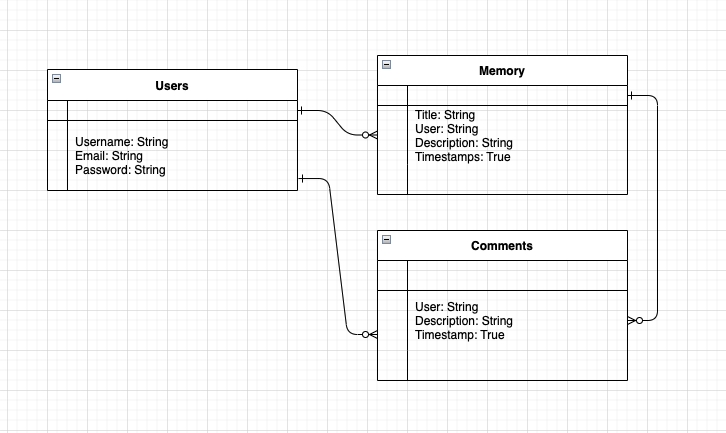 Users
Username: String
Email: String
Password: String
Memory
Title: String
User: String
Description: String
Timestamps: True
Comments
User: String
Description: String
Timestamp: True